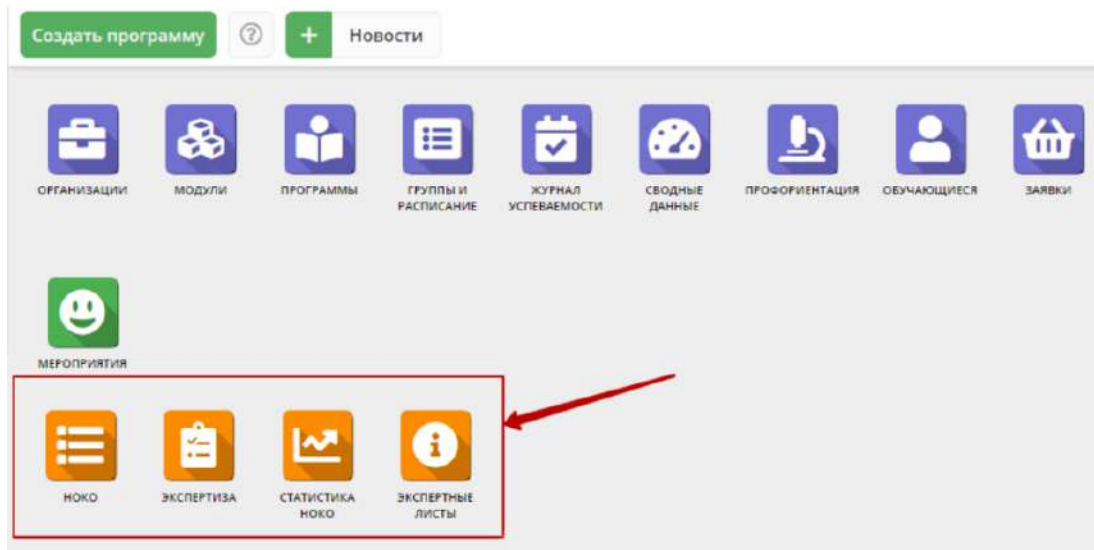 Создать программу
?
+ Новости
ОРГАНИЗАЦИИ
МОДУЛИ
ПРОГРАММЫ
ГРУППЫ И
РАСПИСАНИЕ
ЖУРНАЛ
УСПЕВАЕМОСТИ
СВОДНЫЕ
ДАННЫЕ
ПРОФОРИЕНТАЦИЯ
ОБУЧАЮЩИЕСЯ
ЗАЯВКИ
МЕРОПРИЯТИЯ
НОКО
ЭКСПЕРТИЗА
СТАТИСТИКА
НОКО
ЭКСПЕРТНЫЕ
ЛИСТЫ